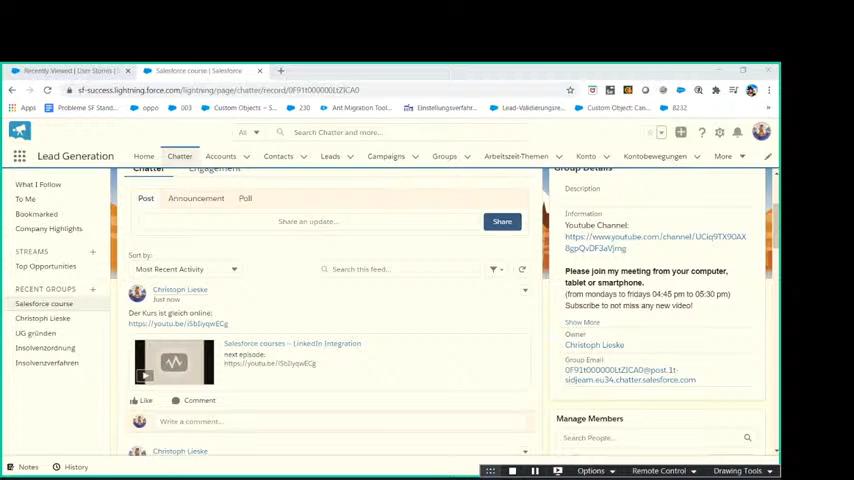 Recently Viewed | User Stories |
Salesforce course | Salesforce
sf-success.lightning.force.com/lightning/page/chatter/record/0F91t000000LtZICA0
Apps
Probleme SF Stand...
oppo
003
Custom Objects – S...
230
Ant Migration Tool...
Einstellungsverfahr...
Lead-Validierungsre...
Custom Object: Can...
8232
»
All
Search Chatter and more...
Lead Generation
Home
Chatter
Accounts
Contacts
Leads
Campaigns
Groups
Arbeitszeit-Themen
Konto
Kontobewegungen
More
What I Follow
To Me
Bookmarked
Company Highlights
STREAMS
Top Opportunities
RECENT GROUPS
Salesforce course
Christoph Lieske
UG gründen
Insolvenzordnung
Insolvenzverfahren
Chatter
Engagement
Post
Announcement
Poll
Share an update...
Share
Sort by:
Most Recent Activity
Search this feed...
Christoph Lieske
Just now
Der Kurs ist gleich online:
https://youtu.be/iSbIiyqwECg
Salesforce courses – LinkedIn Integration
next episode:
https://youtu.be/iSbIiyqwECg
Like
Comment
Write a comment...
Christoph Lieske
Group Details
Description
Information
Youtube Channel:
https://www.youtube.com/channel/UCiq9TX90AX
8gpQvDF3aVjmg
Please join my meeting from your computer,
tablet or smartphone.
(from mondays to fridays 04:45 pm to 05:30 pm)
Subscribe to not miss any new video!
Show More
Owner
Christoph Lieske
Group Email
0F91t000000LtZICA0@post.1t-
sidjeam.eu34.chatter.salesforce.com
Manage Members
Search People...
Notes
History
Options
Remote Control
Drawing Tools